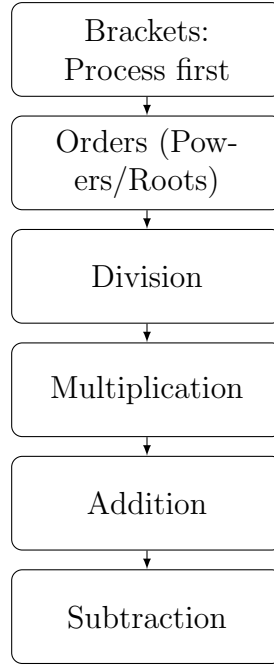 Brackets:
Process first
Orders (Pow-
ers/Roots)
Division
Multiplication
Addition
Subtraction